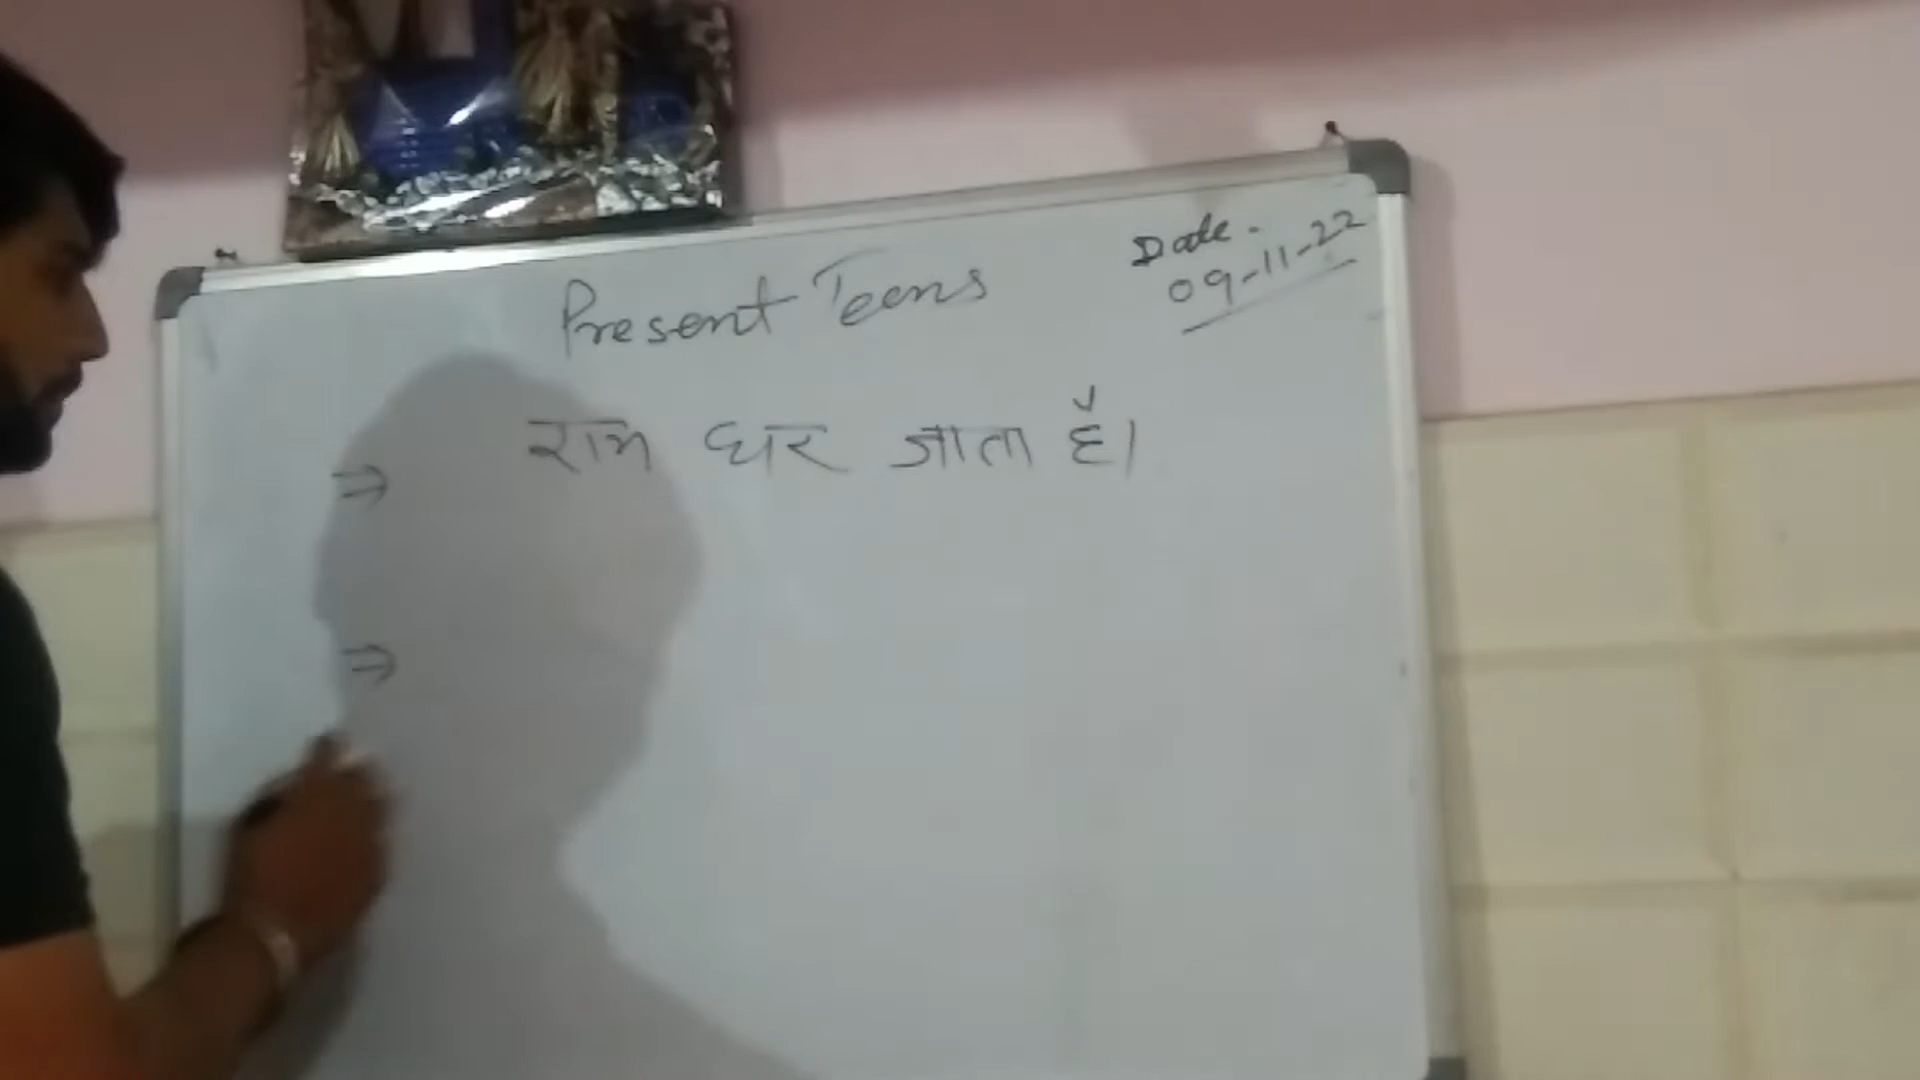 Present Teens
Date.
09-11-22
⇒ राम घर जाता है।
⇒